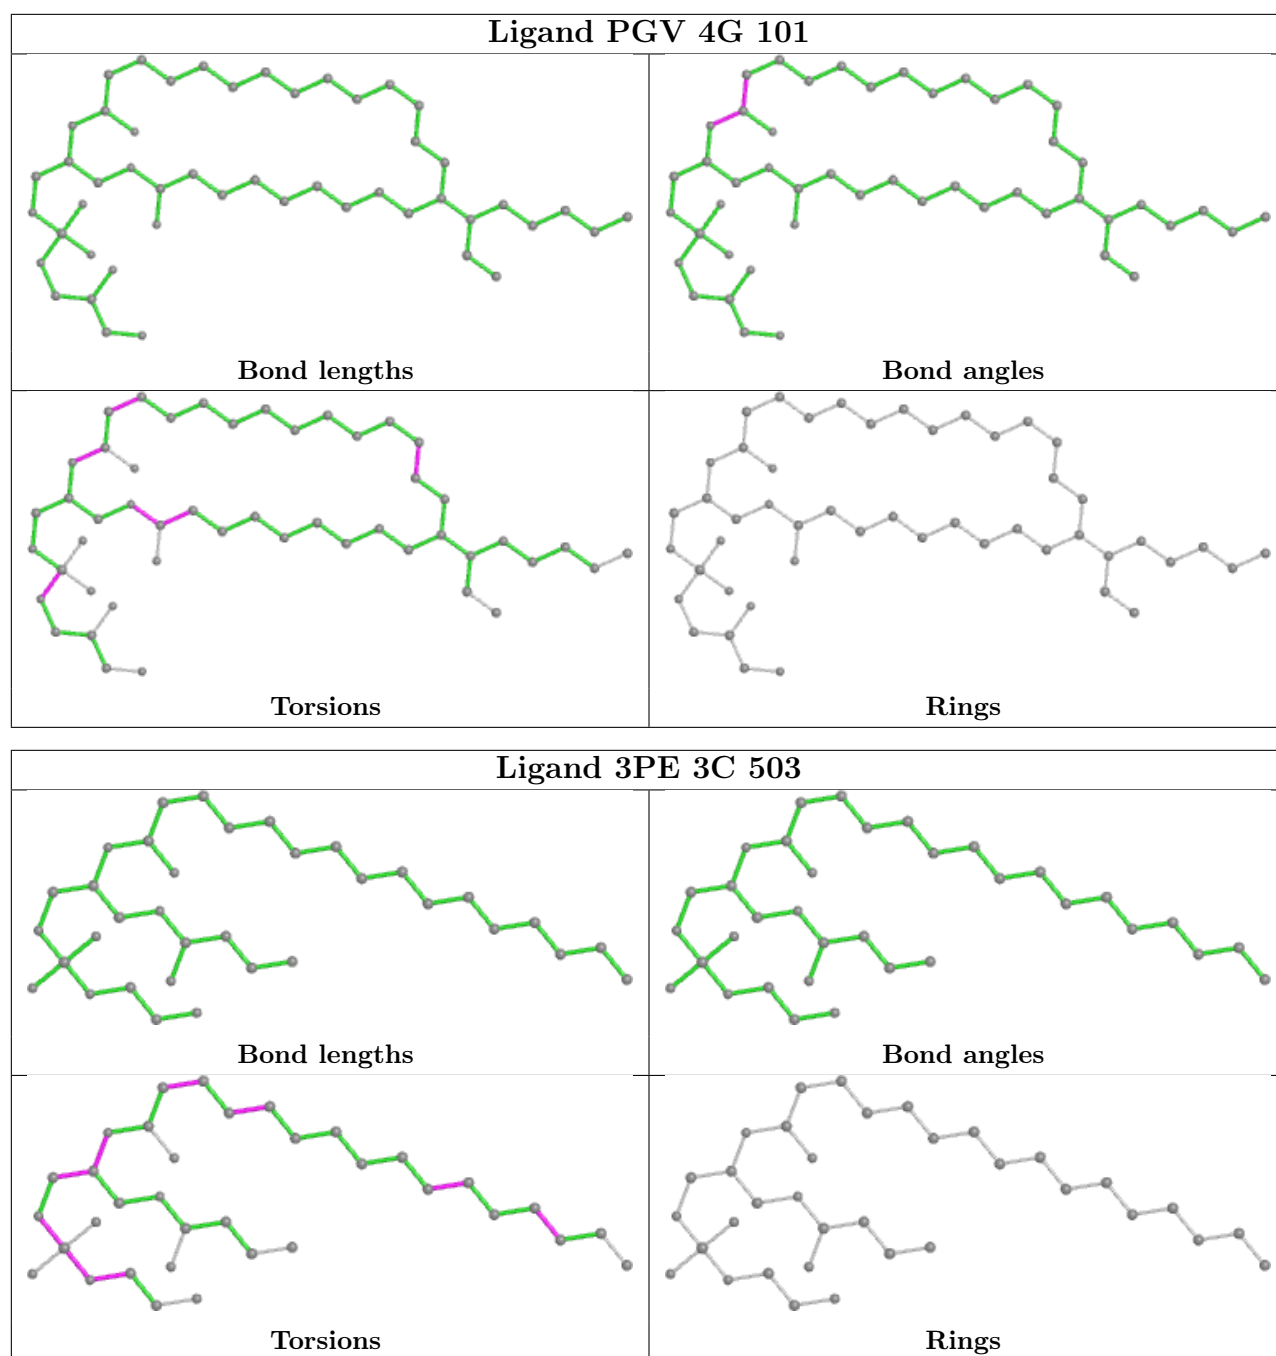 Ligand PGV 4G 101
Bond lengths
Bond angles
Torsions
Rings
Ligand 3PE 3C 503
Bond lengths
Bond angles
Torsions
Rings